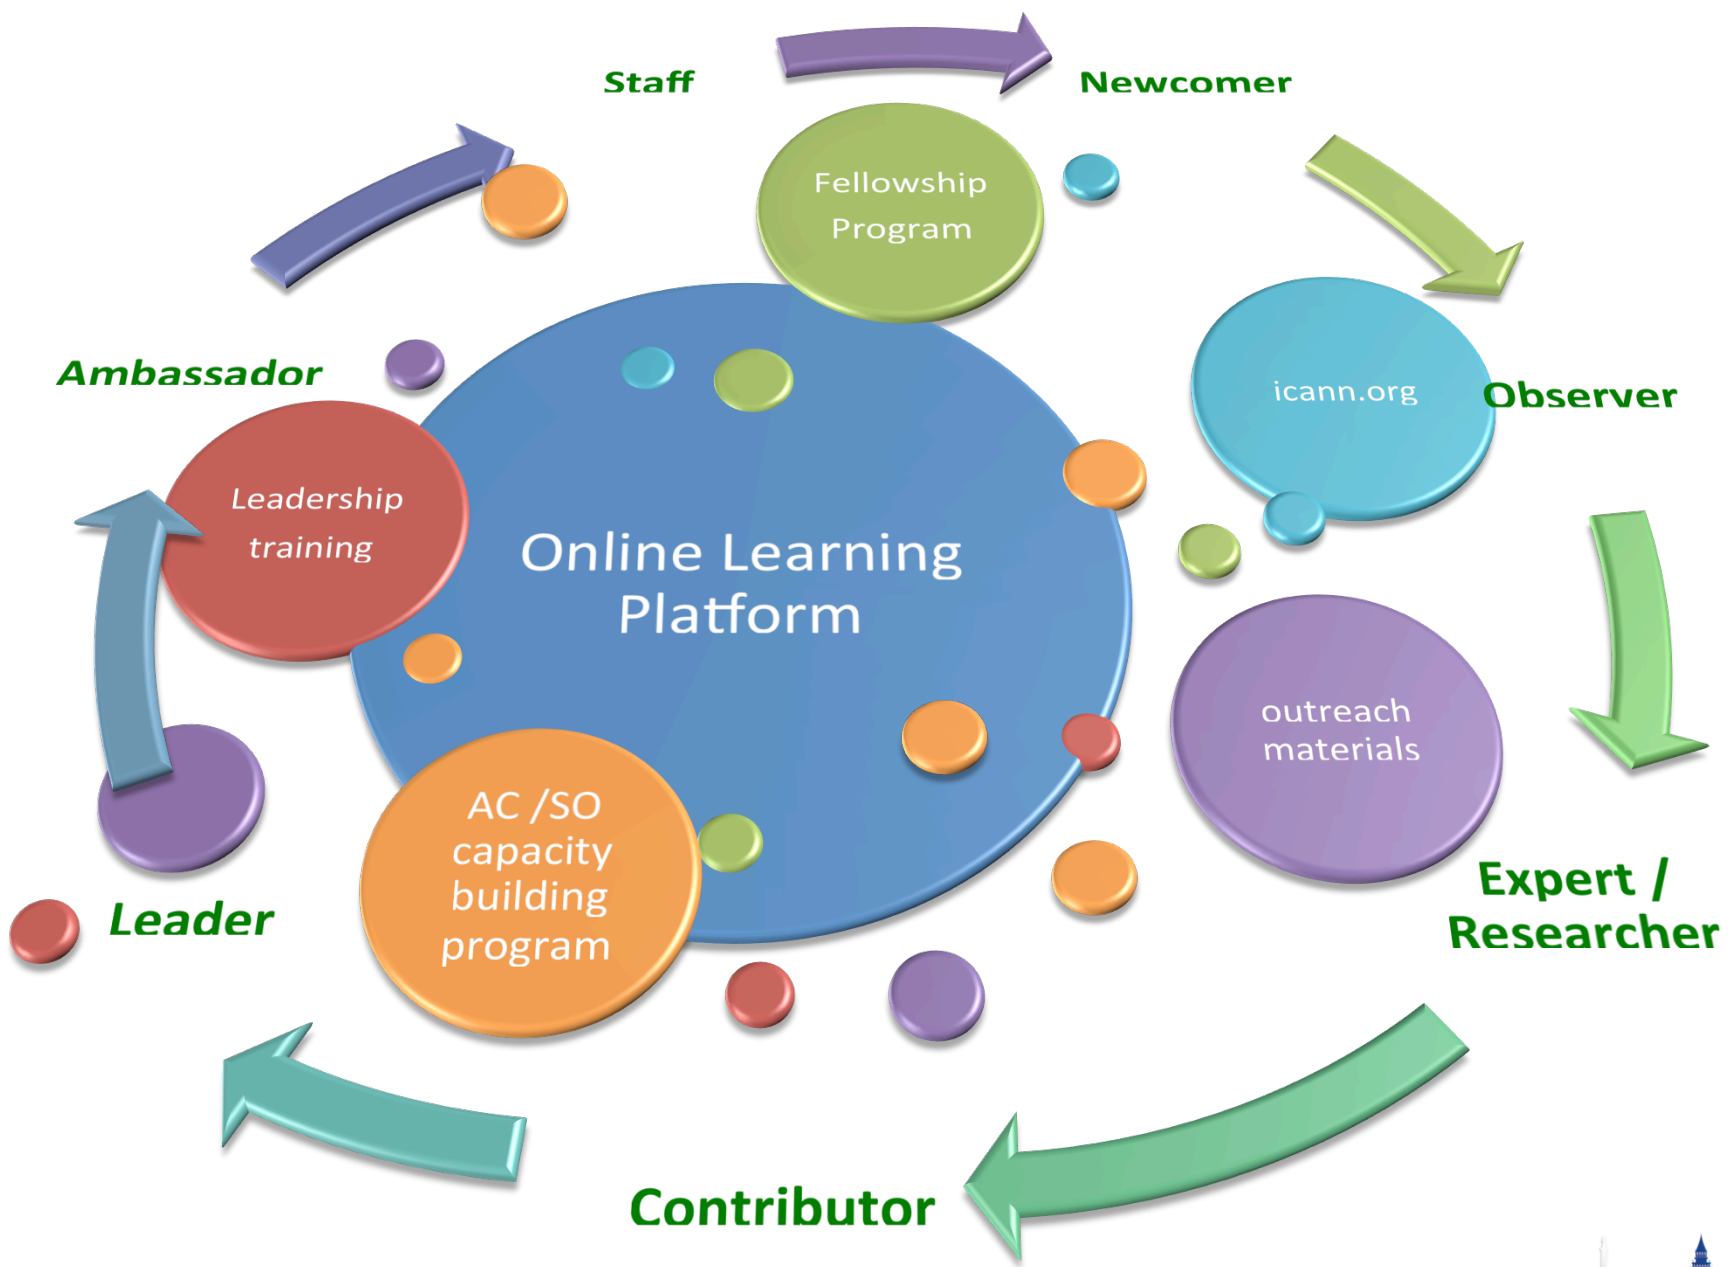 Staff
Newcomer
Fellowship
Program
Ambassador
icann.org
Observer
Leadership
training
Online Learning
Platform
outreach
materials
AC /SO
capacity
building
program
Expert /
Researcher
Leader
Contributor